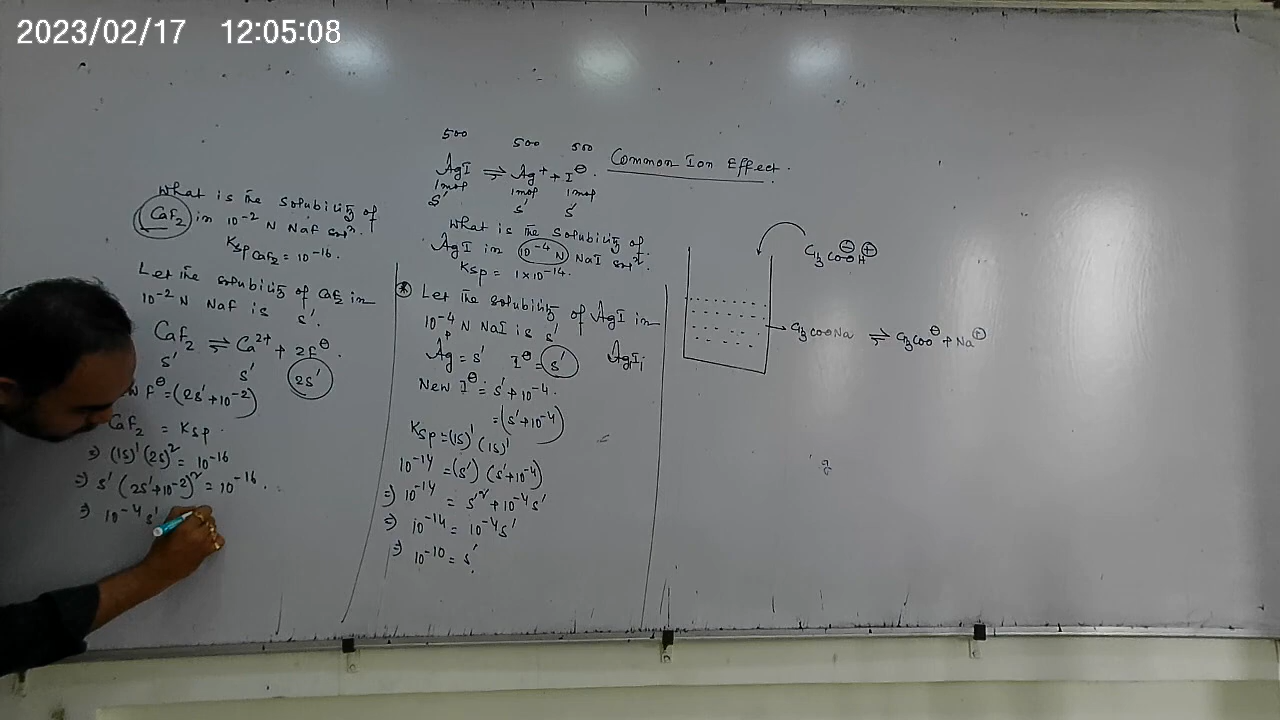 2023/02/17 12:05:08
500 500 500
AgI ⇌ Ag⁺ + I⊖
Common Ion Effect.
1mol 1mol 1mol
s' s' s'
What is the solubility of
CaF₂ in 10⁻² N NaF solⁿ.
Ksp CaF₂ = 10⁻¹⁶.
Let the solubility of CaF₂ in
10⁻² N NaF is s'.
CaF₂ ⇌ Ca²⁺ + 2F⊖.
s' s' 2s'
F⊖ = (2s'+10⁻²)
CaF₂ = Ksp.
⇒ (1s)¹ (2s)² = 10⁻¹⁶
⇒ s' (2s'+10⁻²)² = 10⁻¹⁶.
⇒ 10⁻⁴ s'
What is the solubility of
AgI in 10⁻⁴ N NaI solⁿ.
Ksp = 1×10⁻¹⁴.
Let the solubility of AgI in
10⁻⁴ N NaI is s'
Ag⁺ = s' I⊖ = s' AgI
New I⊖ = s'+10⁻⁴.
= (s'+10⁻⁴)
Ksp = (1s)¹ (1s)¹
10⁻¹⁴ = (s') (s'+10⁻⁴)
⇒ 10⁻¹⁴ = s'² + 10⁻⁴s'
⇒ 10⁻¹⁴ = 10⁻⁴s'
⇒ 10⁻¹⁰ = s'.
CH₃COO⊖H⊕
CH₃COONa ⇌ CH₃COO⊖ + Na⊕